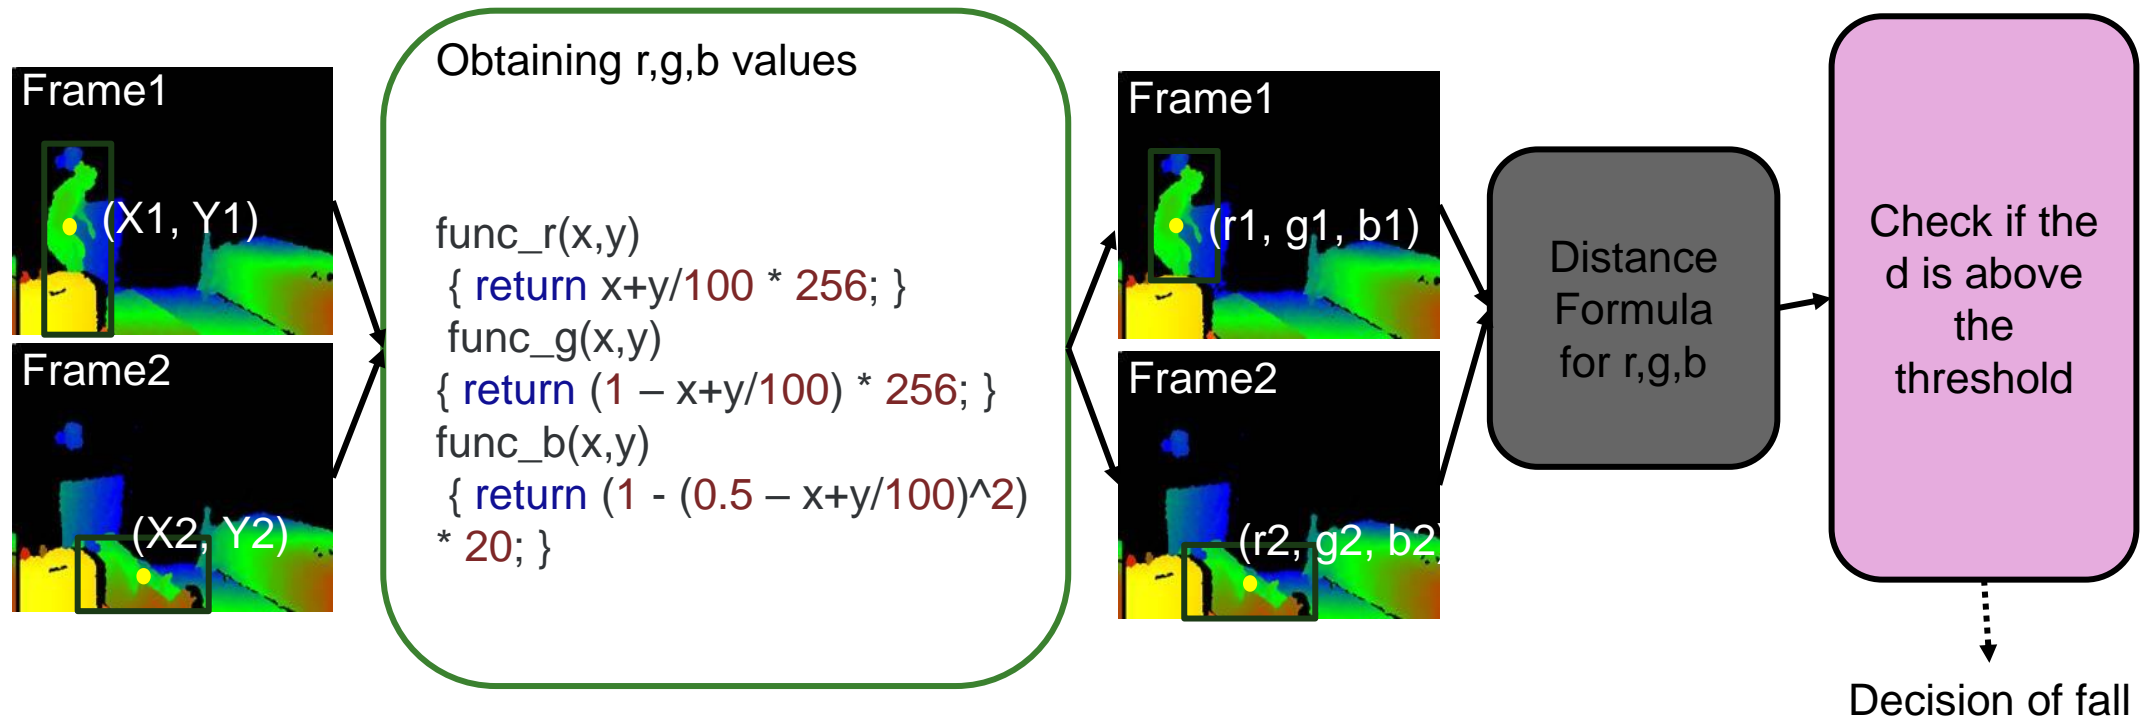 Frame1
(X1, Y1)
Frame2
(X2, Y2)
Obtaining r,g,b values
func_r(x,y)
{ return x+y/100 * 256; }
func_g(x,y)
{ return (1 – x+y/100) * 256; }
func_b(x,y)
{ return (1 - (0.5 – x+y/100)^2)
* 20; }
Frame1
(r1, g1, b1)
Frame2
(r2, g2, b2)
Distance
Formula
for r,g,b
Check if the
d is above
the
threshold
Decision of fall